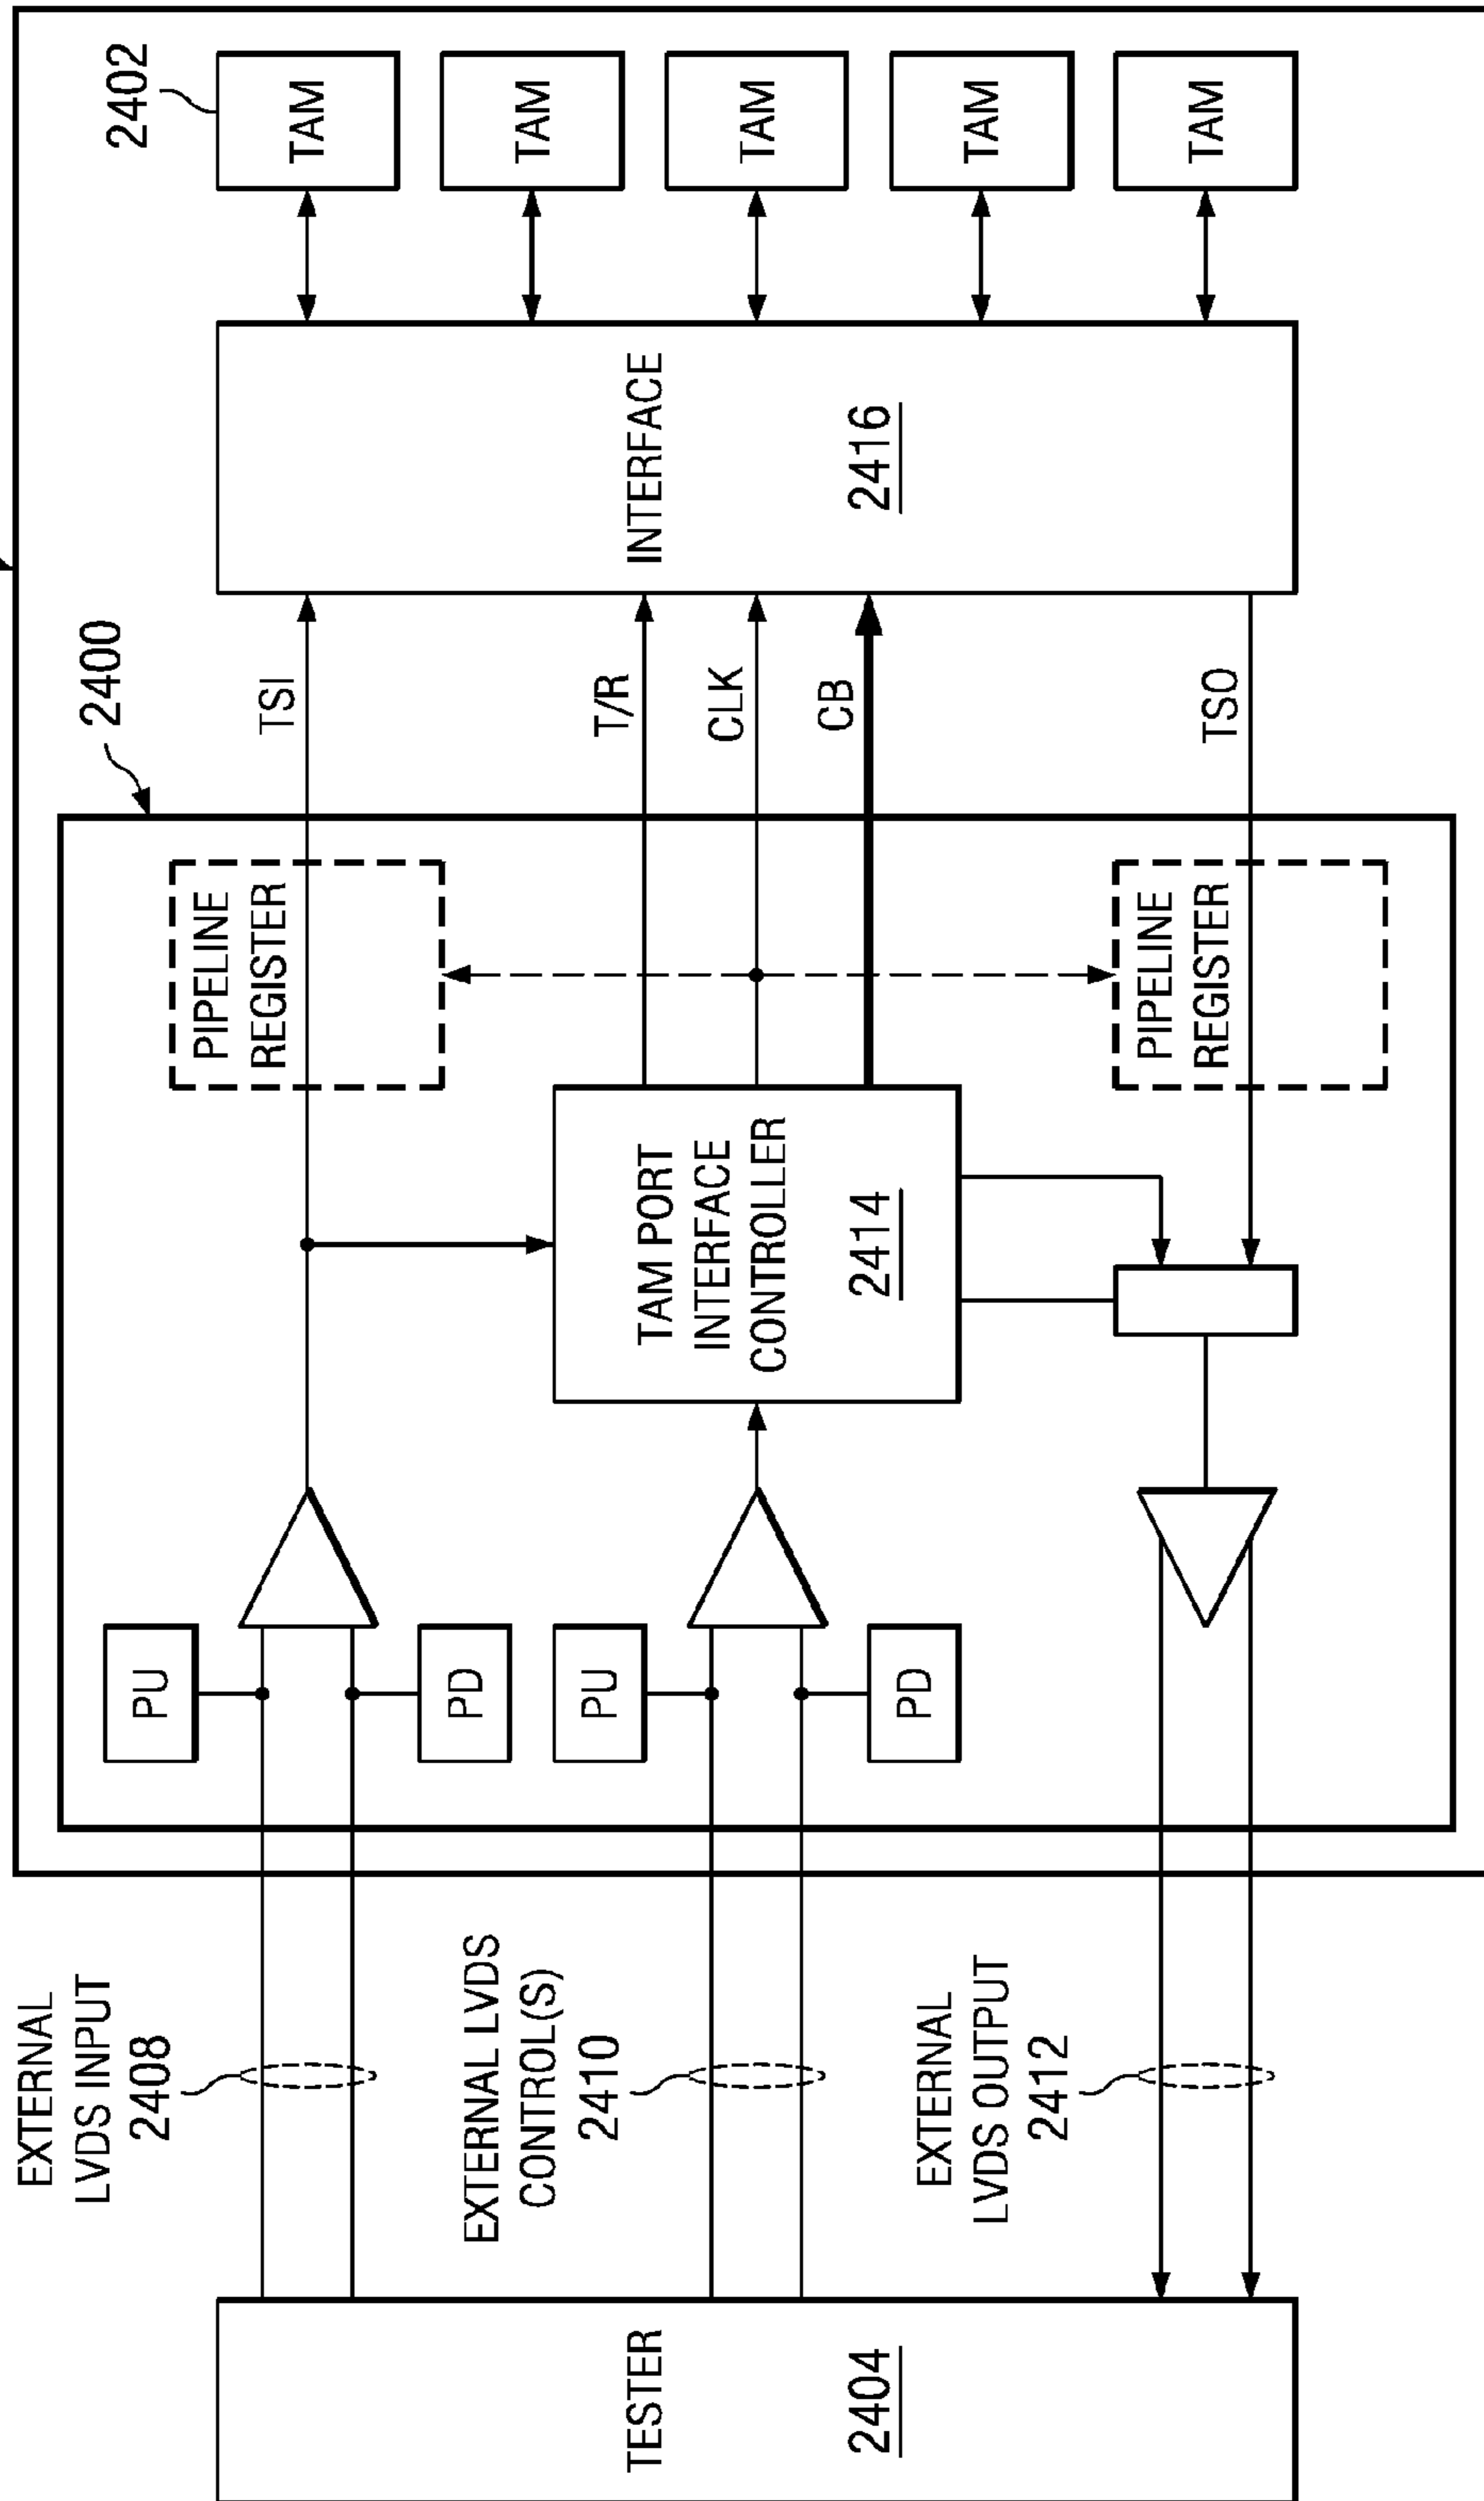 EXTERNAL
LVDS INPUT
2408
EXTERNAL LVDS
CONTROL(S)
2410
EXTERNAL
LVDS OUTPUT
2412
TESTER
2404
PU
PD
PU
PD
TAM PORT
INTERFACE
CONTROLLER
2414
PIPELINE
REGISTER
PIPELINE
REGISTER
2400
TSI
T/R
CLK
CB
TSO
INTERFACE
2416
2402
TAM
TAM
TAM
TAM
TAM